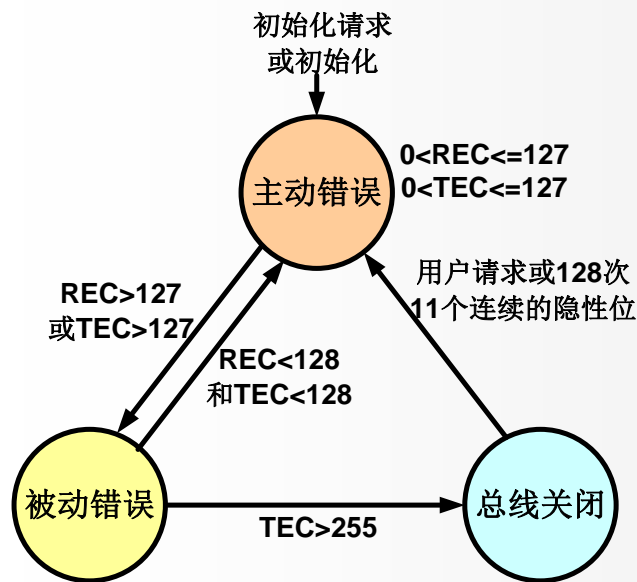 初始化请求
或初始化
主动错误
0<REC<=127
0<TEC<=127
REC>127
或TEC>127
REC<128
和TEC<128
用户请求或128次
11个连续的隐性位
被动错误
TEC>255
总线关闭